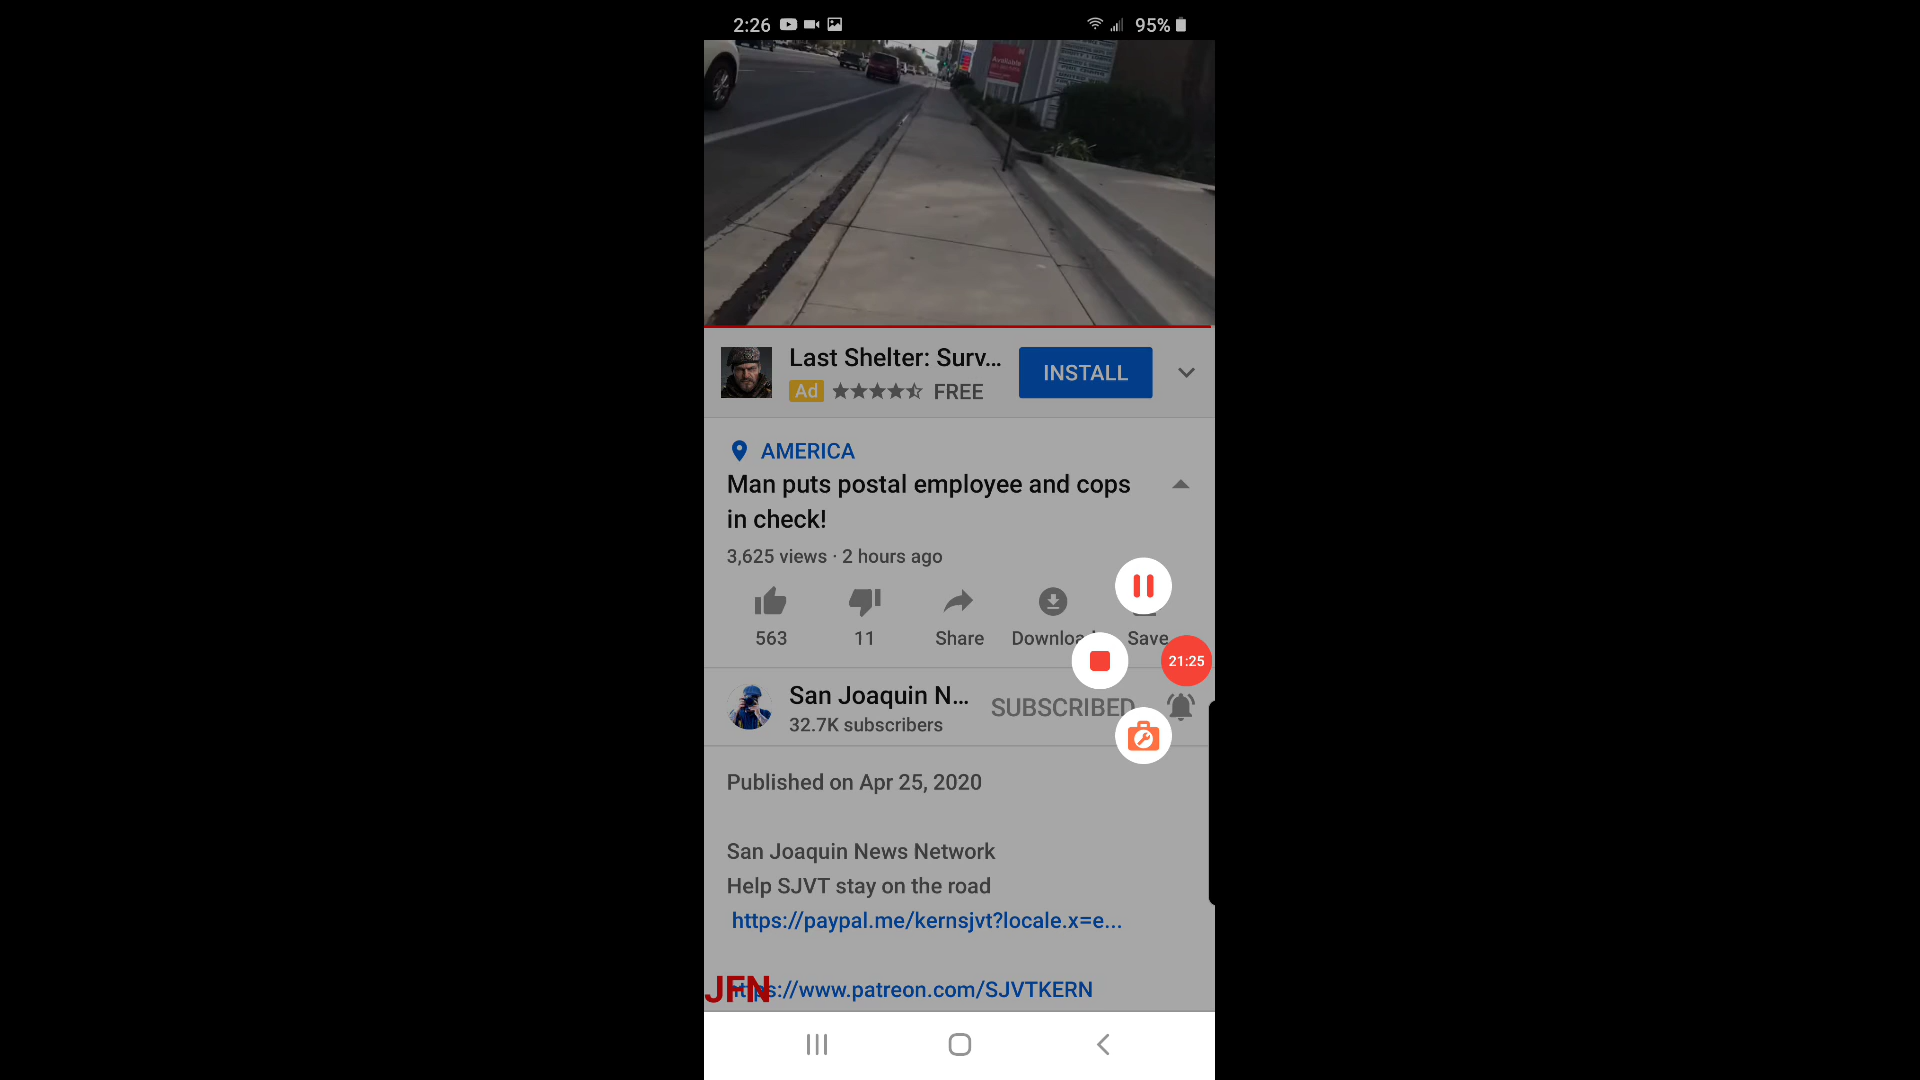 2:26
95%
Available
Last Shelter: Surv...
INSTALL
Ad
FREE
AMERICA
Man puts postal employee and cops
in check!
3,625 views · 2 hours ago
563
11
Share
Save
21:25
San Joaquin N...
SUBSCRIBED
32.7K subscribers
Published on Apr 25, 2020
San Joaquin News Network
Help SJVT stay on the road
https://paypal.me/kernsjvt?locale.x=e...
JFN
https://www.patreon.com/SJVTKERN